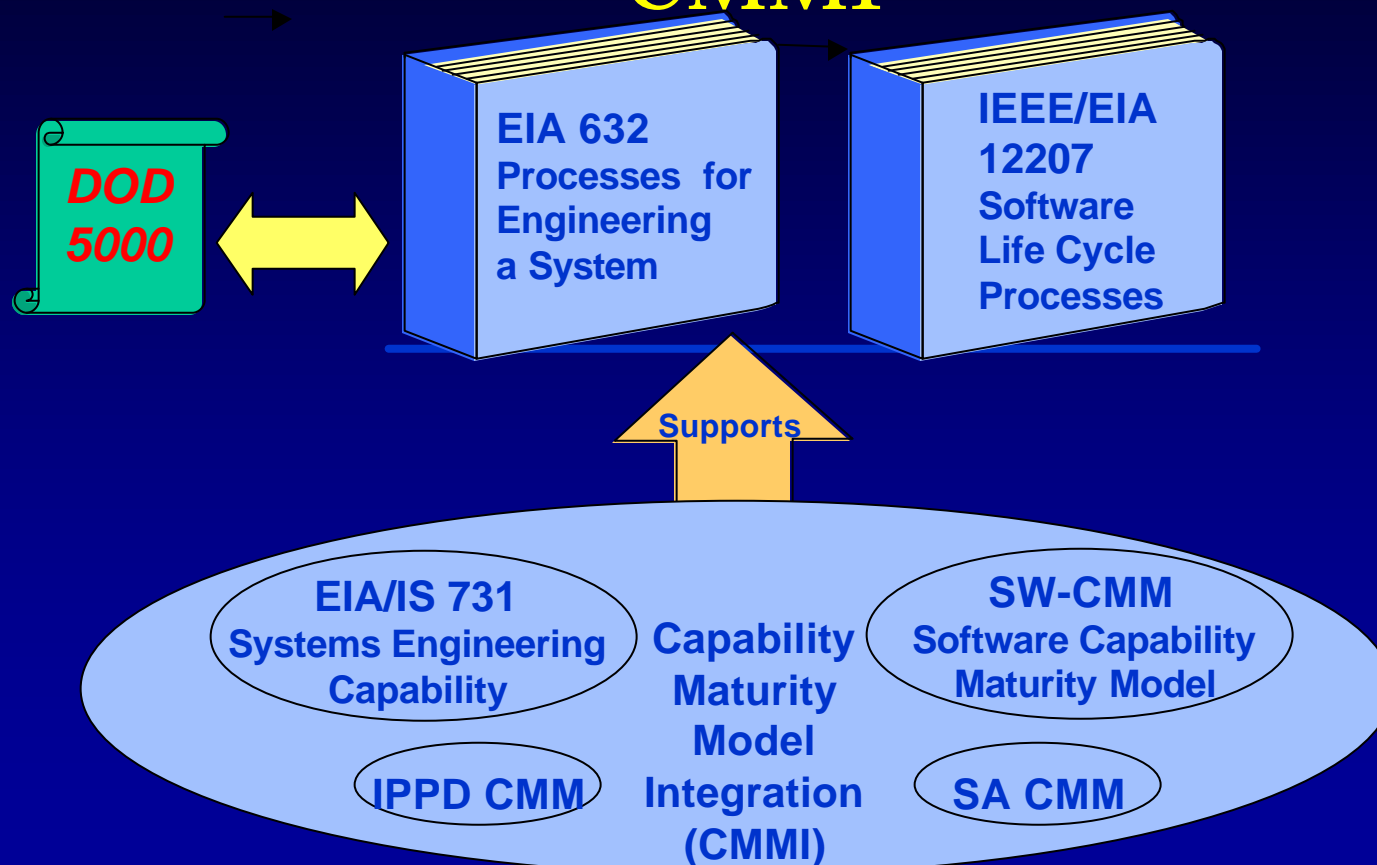 CMMI
DOD
5000
EIA 632
Processes for
Engineering
a System
IEEE/EIA
12207
Software
Life Cycle
Processes
Supports
EIA/IS 731
Systems Engineering
Capability
SW-CMM
Software Capability
Maturity Model
Capability
Maturity
Model
Integration
(CMMI)
IPPD CMM
SA CMM